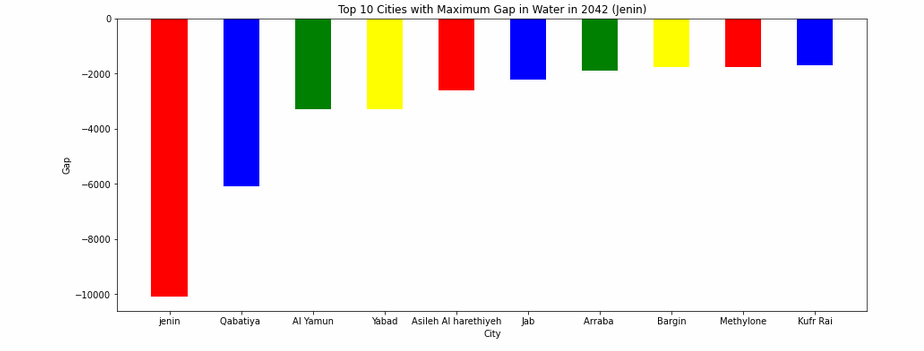 Top 10 Cities with Maximum Gap in Water in 2042 (Jenin)
0
−2000
−4000
−6000
−8000
−10000
Gap
jenin Qabatiya Al Yamun Yabad Asileh Al harethiyeh Jab Arraba Bargin Methylone Kufr Rai
City